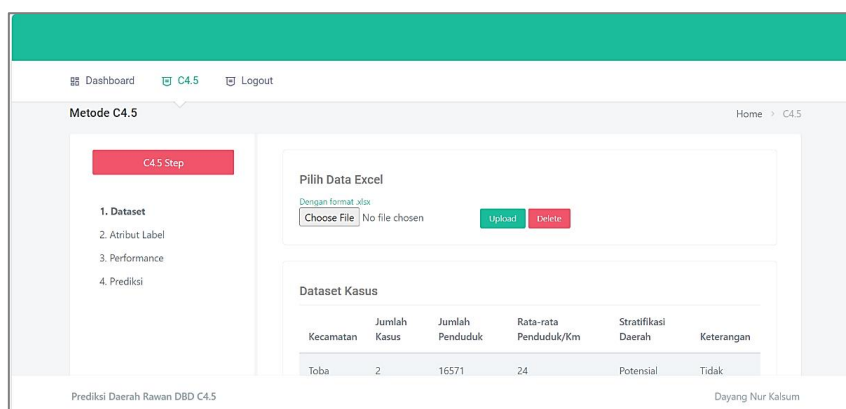 Dashboard C4.5 Logout
Metode C4.5 Home > C4.5
C4.5 Step
1. Dataset
2. Atribut Label
3. Performance
4. Prediksi
Pilih Data Excel
Dengan format .xlsx
Choose File No file chosen Upload Delete
Dataset Kasus
Kecamatan Jumlah Kasus Jumlah Penduduk Rata-rata Penduduk/Km Stratifikasi Daerah Keterangan
Toba 2 16571 24 Potensial Tidak
Prediksi Daerah Rawan DBD C4.5 Dayang Nur Kalsum